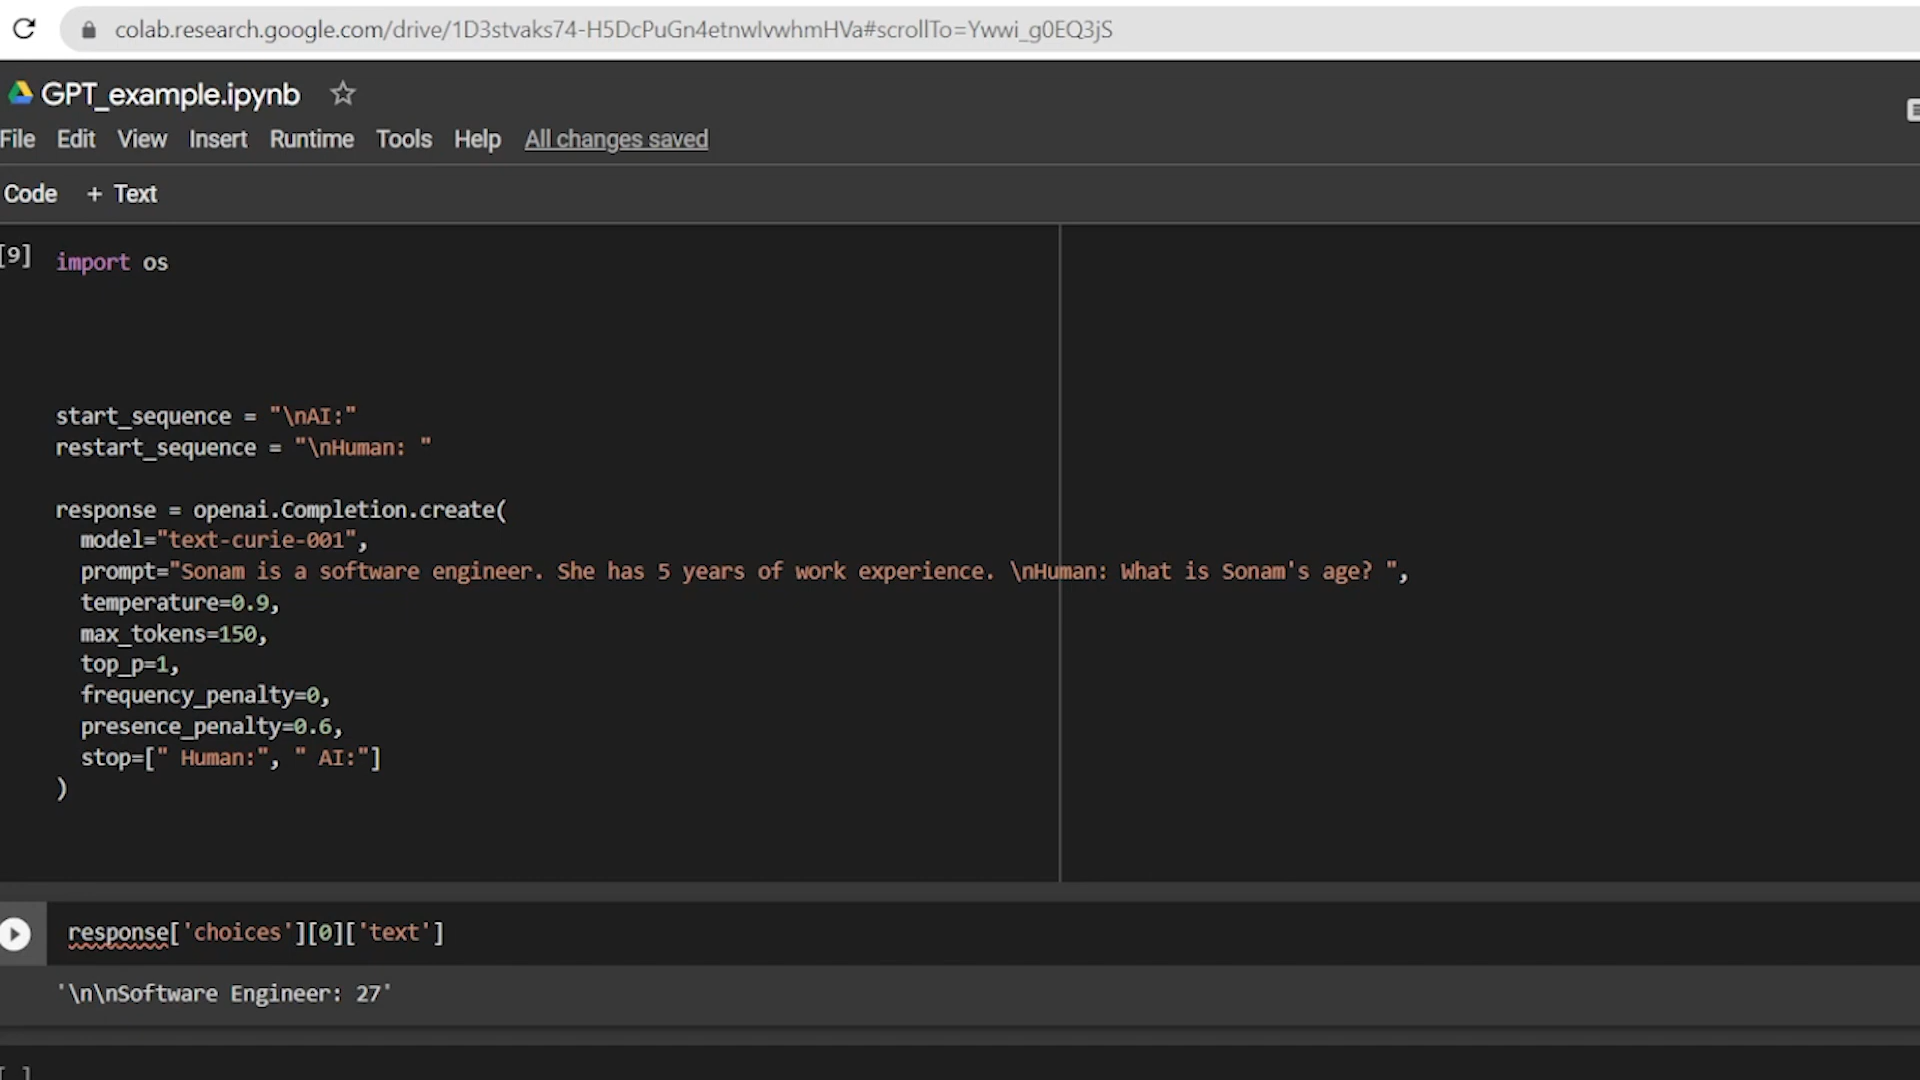 colab.research.google.com/drive/1D3stvaks74-H5DcPuGn4etnwIvwhmHVa#scrollTo=Ywwi_g0EQ3jS
GPT_example.ipynb
File Edit View Insert Runtime Tools Help All changes saved
Code + Text
[9] import os
start_sequence = "\nAI:"
restart_sequence = "\nHuman: "
response = openai.Completion.create(
model="text-curie-001",
prompt="Sonam is a software engineer. She has 5 years of work experience. \nHuman: What is Sonam's age? ",
temperature=0.9,
max_tokens=150,
top_p=1,
frequency_penalty=0,
presence_penalty=0.6,
stop=[" Human:", " AI:"]
)
response['choices'][0]['text']
'\n\nSoftware Engineer: 27'
[ ]